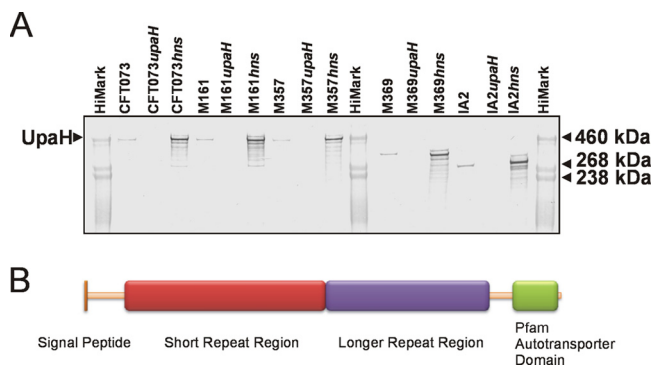 A
HiMark
CFT073
CFT073upaH
CFT073hns
M161
M161upaH
M161hns
M357
M357upaH
M357hns
HiMark
M369
M369upaH
M369hns
IA2
IA2upaH
IA2hns
HiMark
UpaH
460 kDa
268 kDa
238 kDa
B
Signal Peptide
Short Repeat Region
Longer Repeat Region
Pfam
Autotransporter
Domain